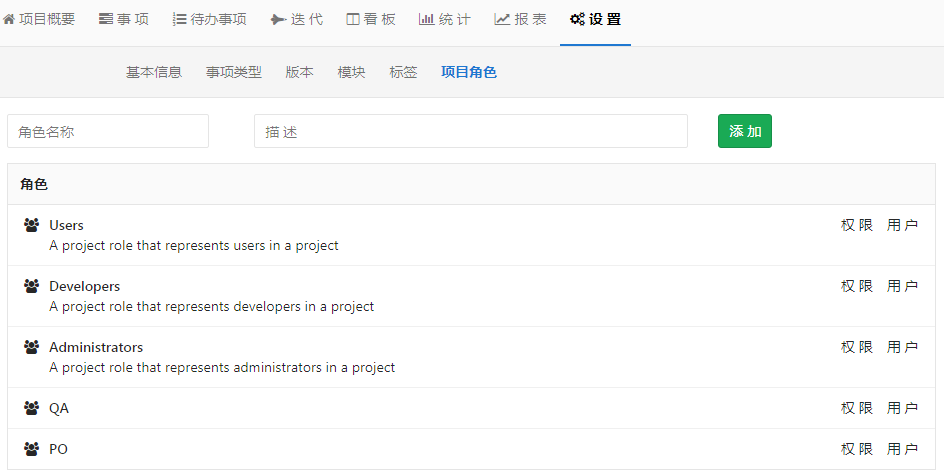 项目概要 事 项 待办事项 迭 代 看 板 统 计 报 表 设 置
基本信息 事项类型 版本 模块 标签 项目角色
角色名称 描 述 添 加
角色
Users 权 限 用 户
A project role that represents users in a project
Developers 权 限 用 户
A project role that represents developers in a project
Administrators 权 限 用 户
A project role that represents administrators in a project
QA 权 限 用 户
PO 权 限 用 户